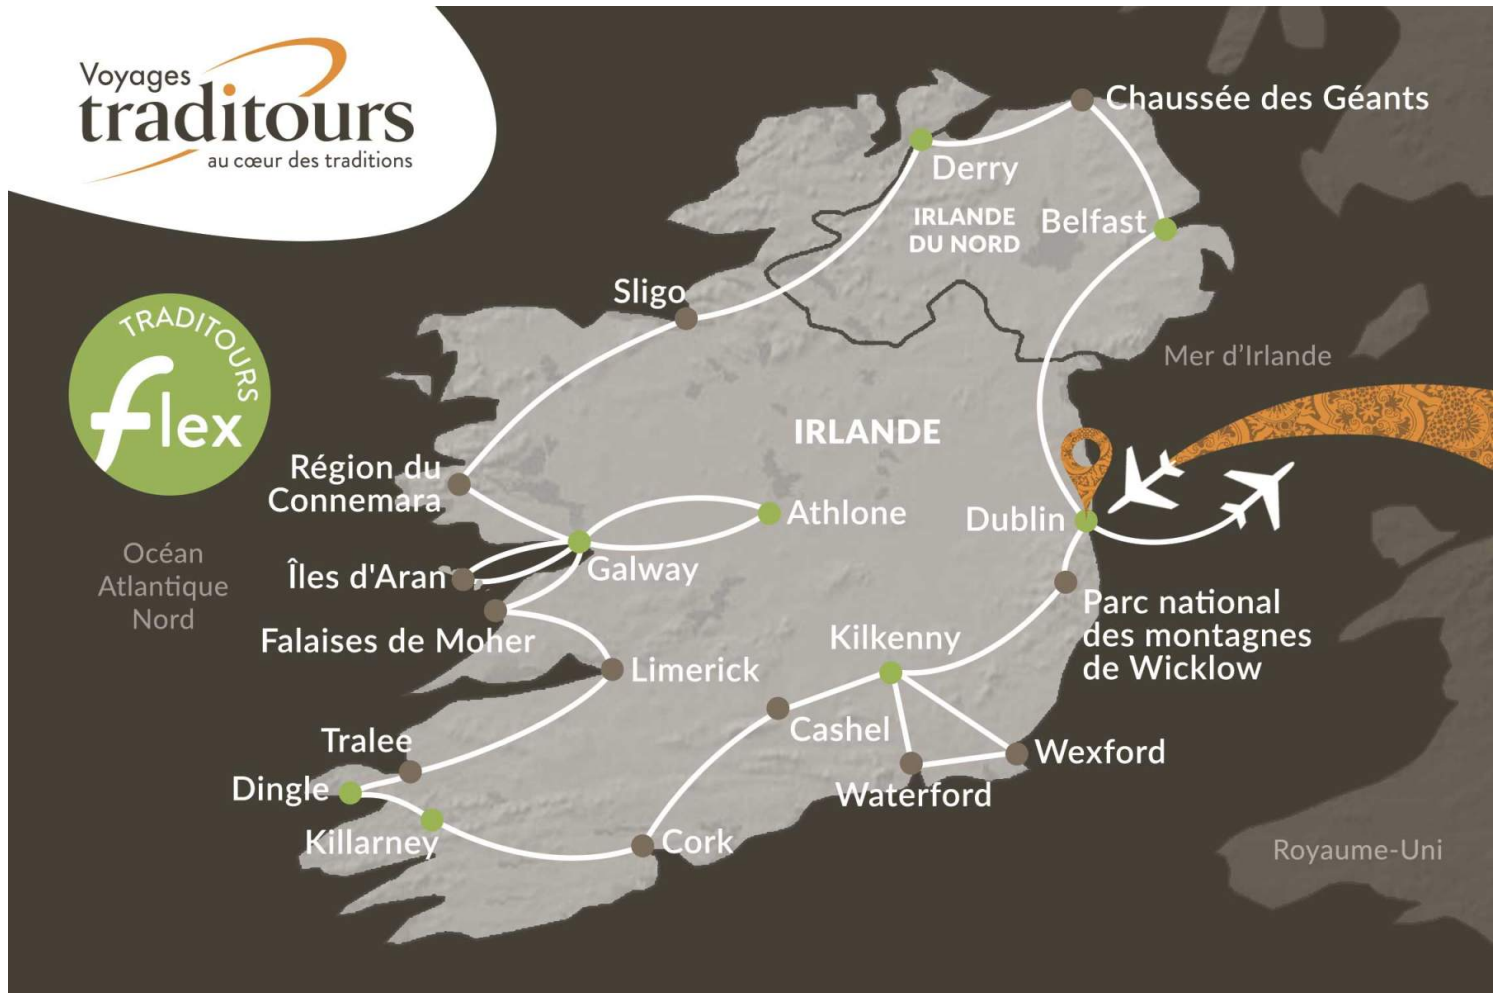 Voyages
traditours
au cœur des traditions
TRADITOURS
flex
Chaussée des Géants
Derry
IRLANDE
DU NORD
Belfast
Sligo
Mer d'Irlande
IRLANDE
Région du
Connemara
Athlone
Dublin
Océan
Atlantique
Nord
Îles d'Aran
Galway
Falaises de Moher
Parc national
des montagnes
de Wicklow
Kilkenny
Limerick
Cashel
Tralee
Wexford
Dingle
Waterford
Killarney
Cork
Royaume-Uni